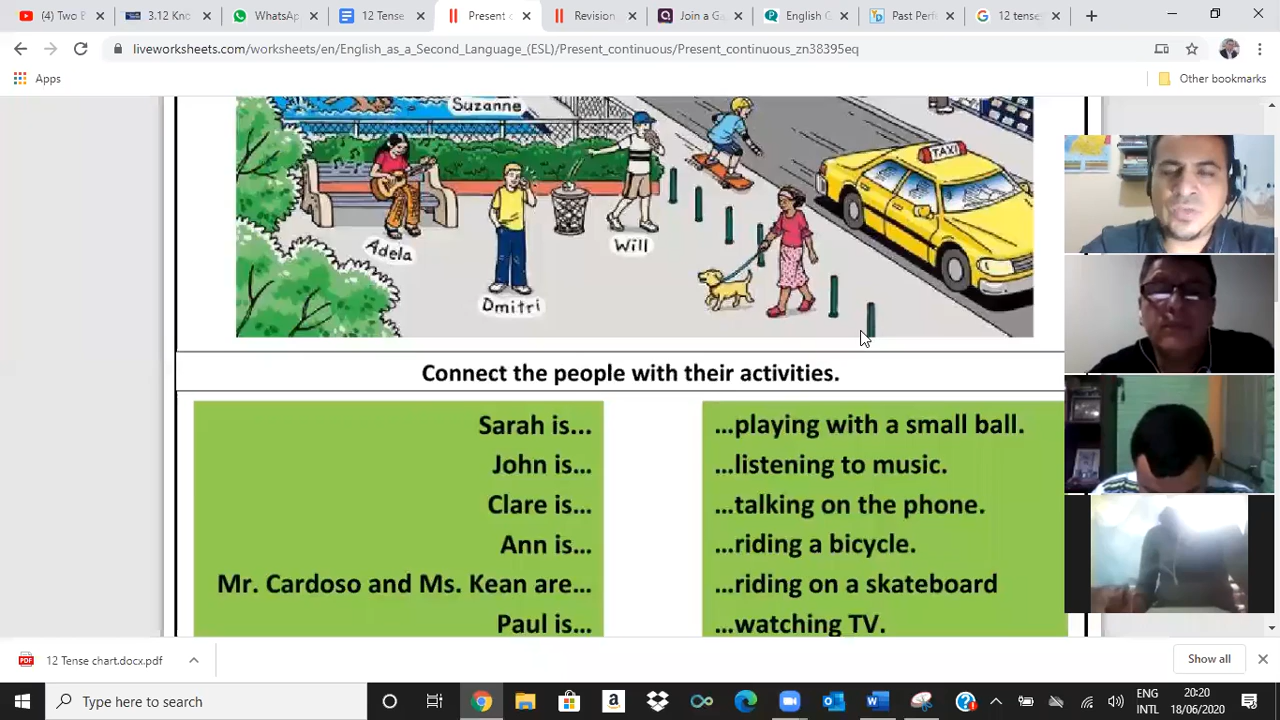 (4) Two E
3.12 Kno
WhatsAp
12 Tense
Present c
Revision
Join a Ga
English G
Past Perf
12 tense
liveworksheets.com/worksheets/en/English_as_a_Second_Language_(ESL)/Present_continuous/Present_continuous_zn38395eq
Apps
Other bookmarks
Suzanne
TAXI
Adela
Will
Dmitri
Connect the people with their activities.
Sarah is...
...playing with a small ball.
John is...
...listening to music.
Clare is...
...talking on the phone.
Ann is...
...riding a bicycle.
Mr. Cardoso and Ms. Kean are...
...riding on a skateboard
Paul is...
...watching TV.
12 Tense chart.docx.pdf
Show all
Type here to search
ENG
INTL
20:20
18/06/2020